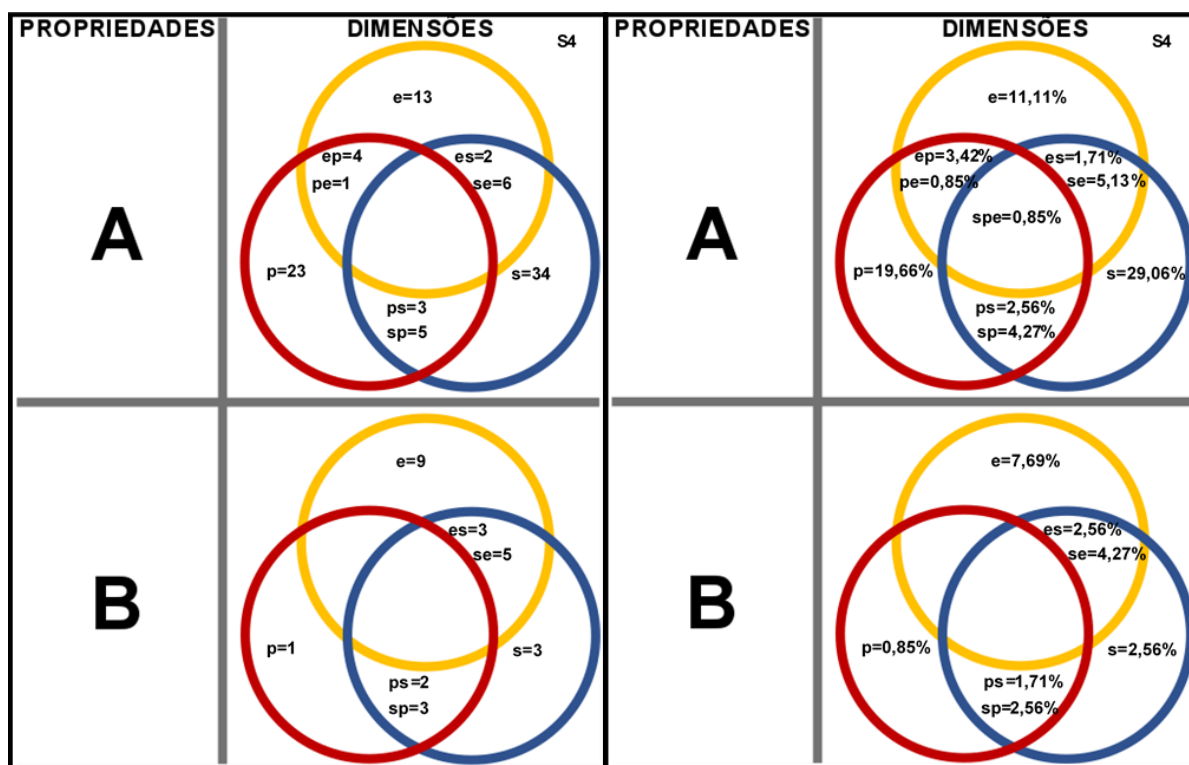 PROPRIEDADES DIMENSÕES S4
A
e=13
ep=4 es=2
pe=1 se=6
p=23 s=34
ps=3
sp=5
B
e=9
es=3
se=5
p=1 s=3
ps=2
sp=3
PROPRIEDADES DIMENSÕES S4
A
e=11,11%
ep=3,42% es=1,71%
pe=0,85% se=5,13%
spe=0,85%
p=19,66% s=29,06%
ps=2,56%
sp=4,27%
B
e=7,69%
es=2,56%
se=4,27%
p=0,85% s=2,56%
ps=1,71%
sp=2,56%